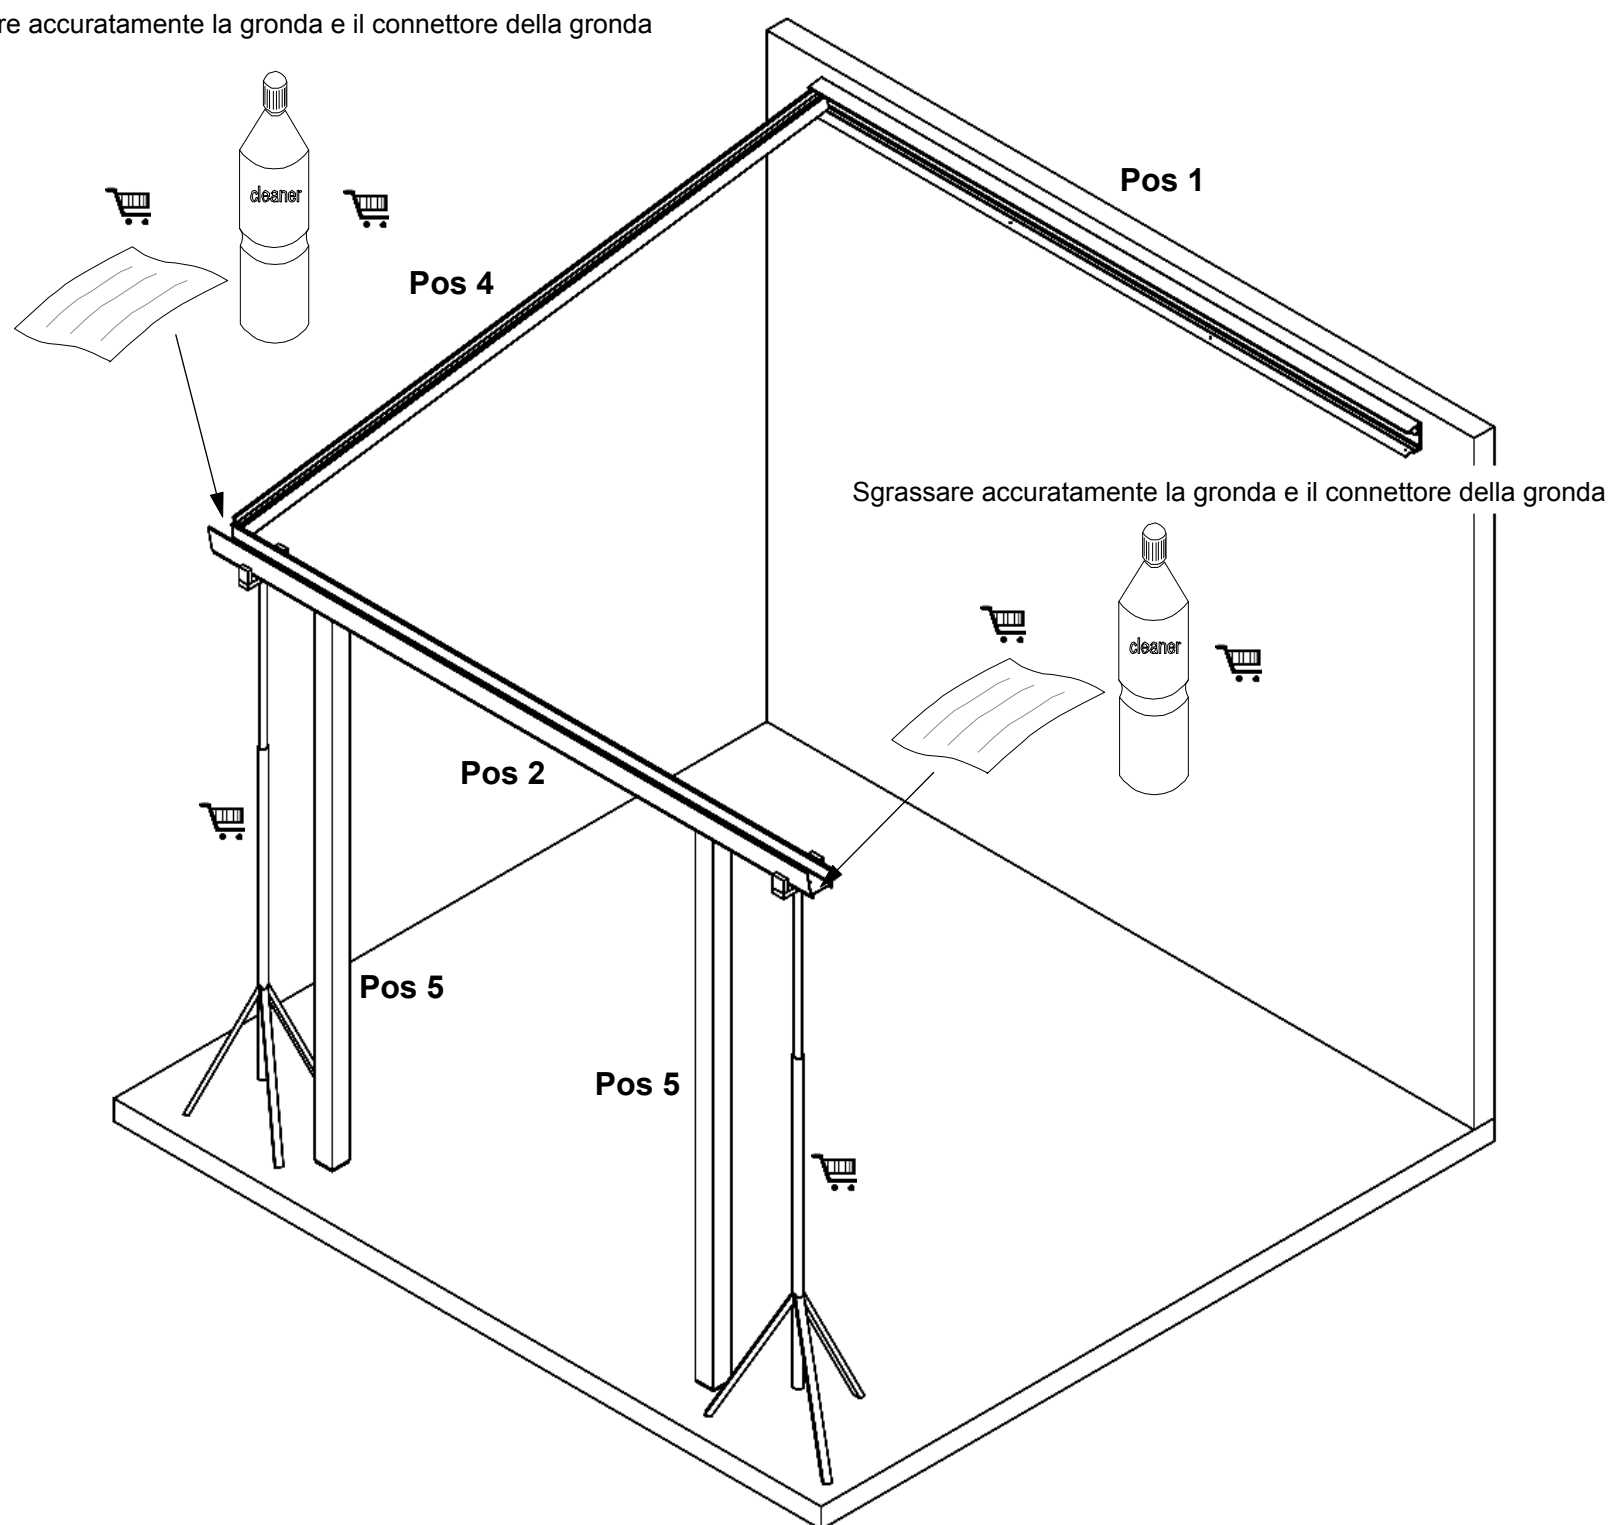 re accuratamente la gronda e il connettore della gronda
cleaner
Pos 1
Pos 4
Sgrassare accuratamente la gronda e il connettore della gronda
cleaner
Pos 2
Pos 5
Pos 5